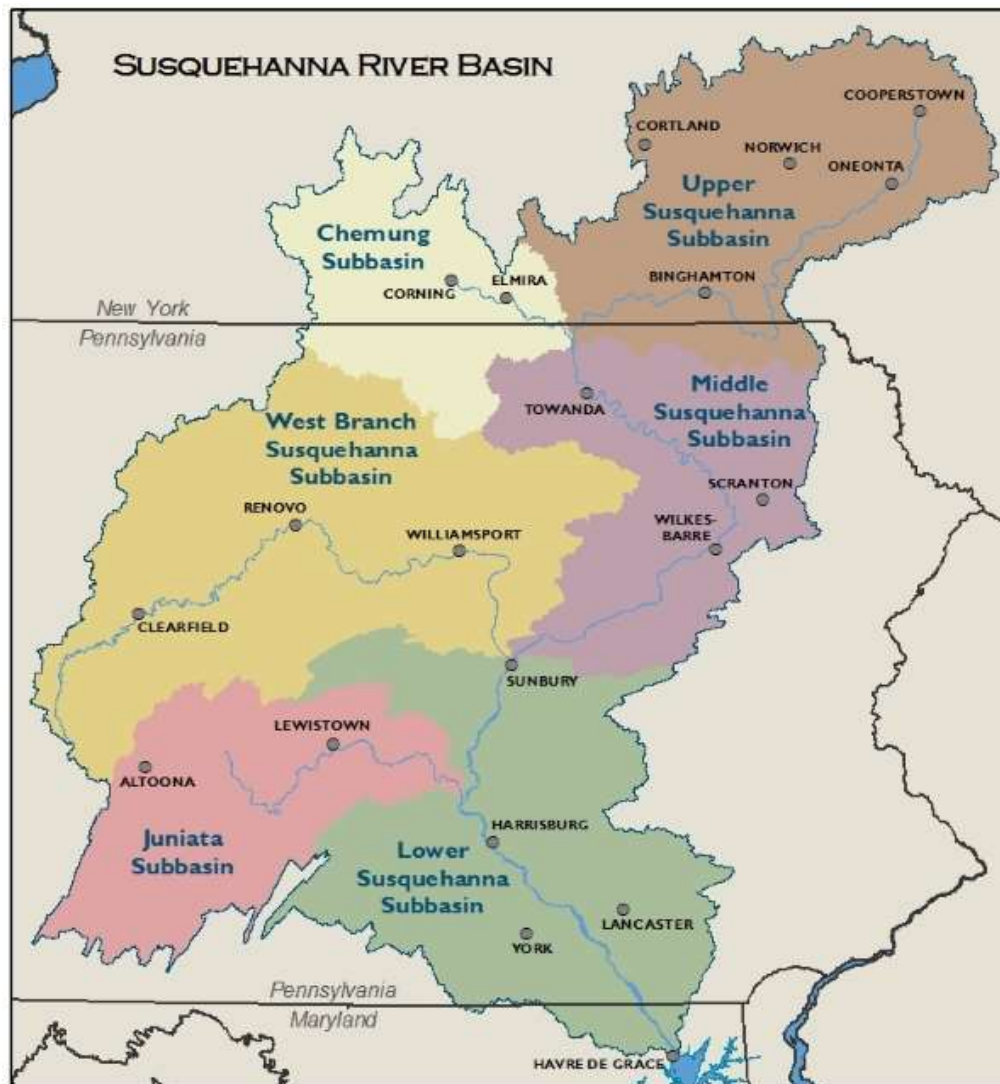 SUSQUEHANNA RIVER BASIN
COOPERSTOWN
CORTLAND
NORWICH
ONEONTA
Upper
Susquehanna
Subbasin
Chemung
Subbasin
ELMIRA
CORNING
BINGHAMTON
New York
Pennsylvania
Middle
Susquehanna
Subbasin
TOWANDA
West Branch
Susquehanna
Subbasin
SCRANTON
RENOVO
WILLIAMSPORT
WILKES-
BARRE
CLEARFIELD
SUNBURY
LEWISTOWN
ALTOONA
HARRISBURG
Juniata
Subbasin
Lower
Susquehanna
Subbasin
LANCASTER
YORK
Pennsylvania
Maryland
HAVRE DE GRACE